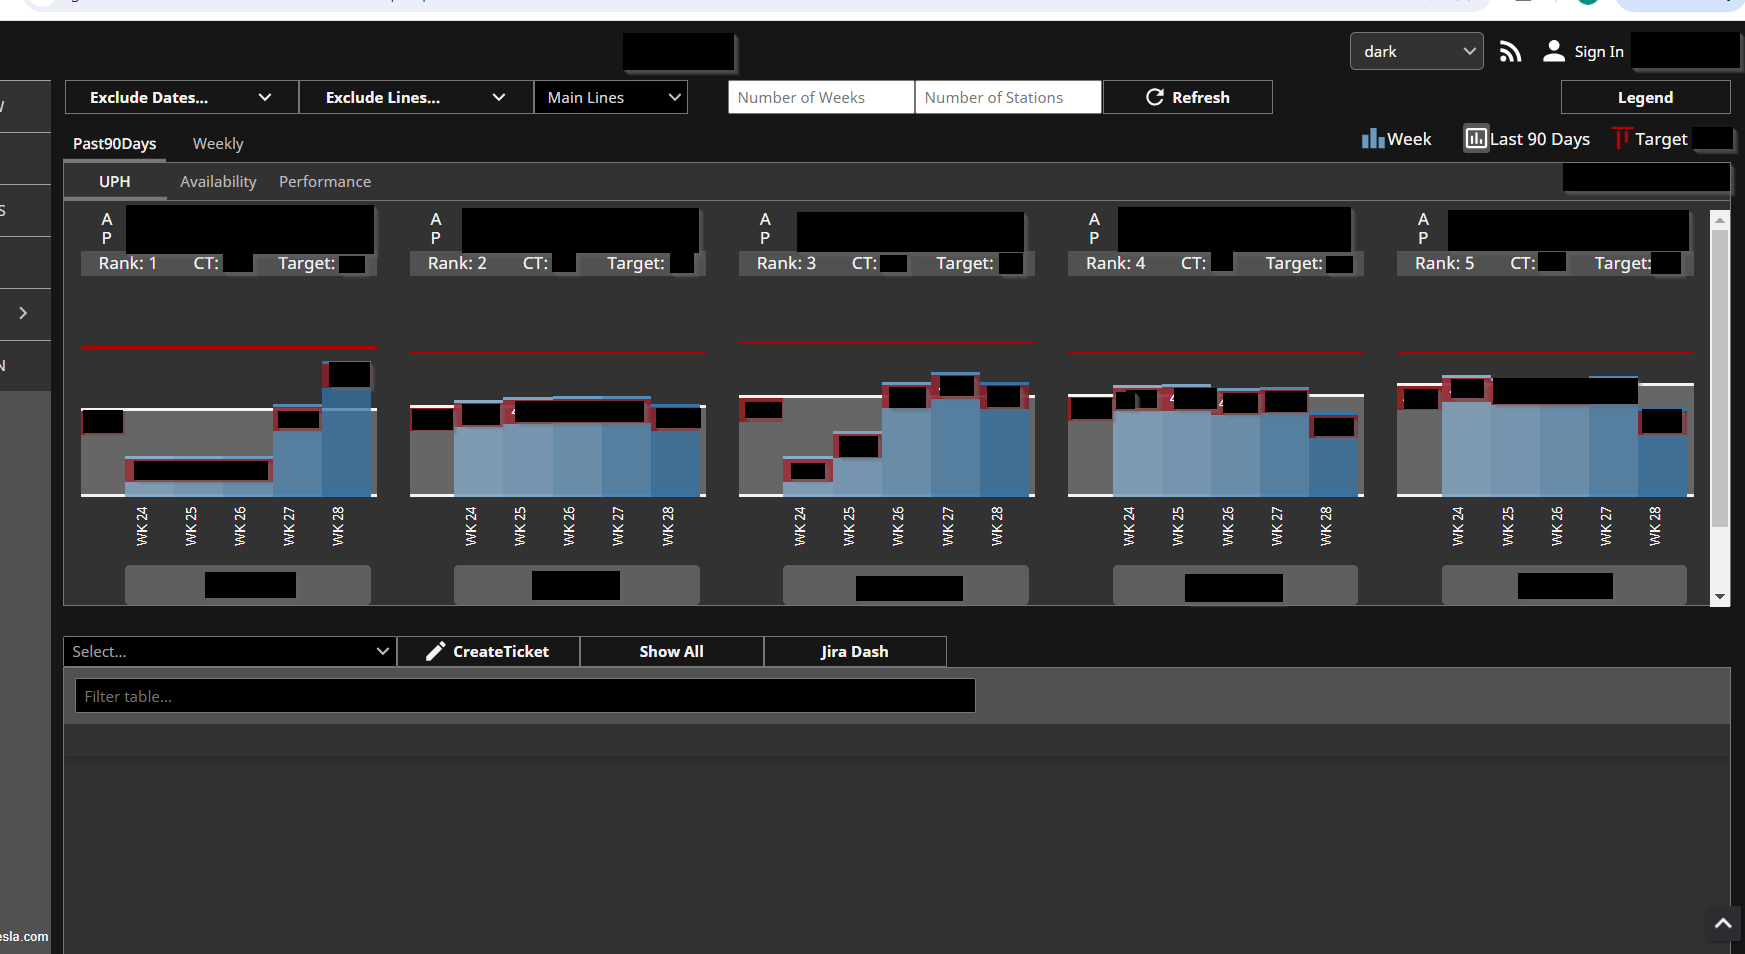 dark
Sign In
Exclude Dates...
Exclude Lines...
Main Lines
Number of Weeks
Number of Stations
Refresh
Legend
Past90Days
Weekly
Week
Last 90 Days
Target
UPH
Availability
Performance
A
P
Rank: 1 CT: Target:
A
P
Rank: 2 CT: Target:
A
P
Rank: 3 CT: Target:
A
P
Rank: 4 CT: Target:
A
P
Rank: 5 CT: Target:
WK 24
WK 25
WK 26
WK 27
WK 28
WK 24
WK 25
WK 26
WK 27
WK 28
WK 24
WK 25
WK 26
WK 27
WK 28
WK 24
WK 25
WK 26
WK 27
WK 28
WK 24
WK 25
WK 26
WK 27
WK 28
Select...
CreateTicket
Show All
Jira Dash
Filter table...
esla.com